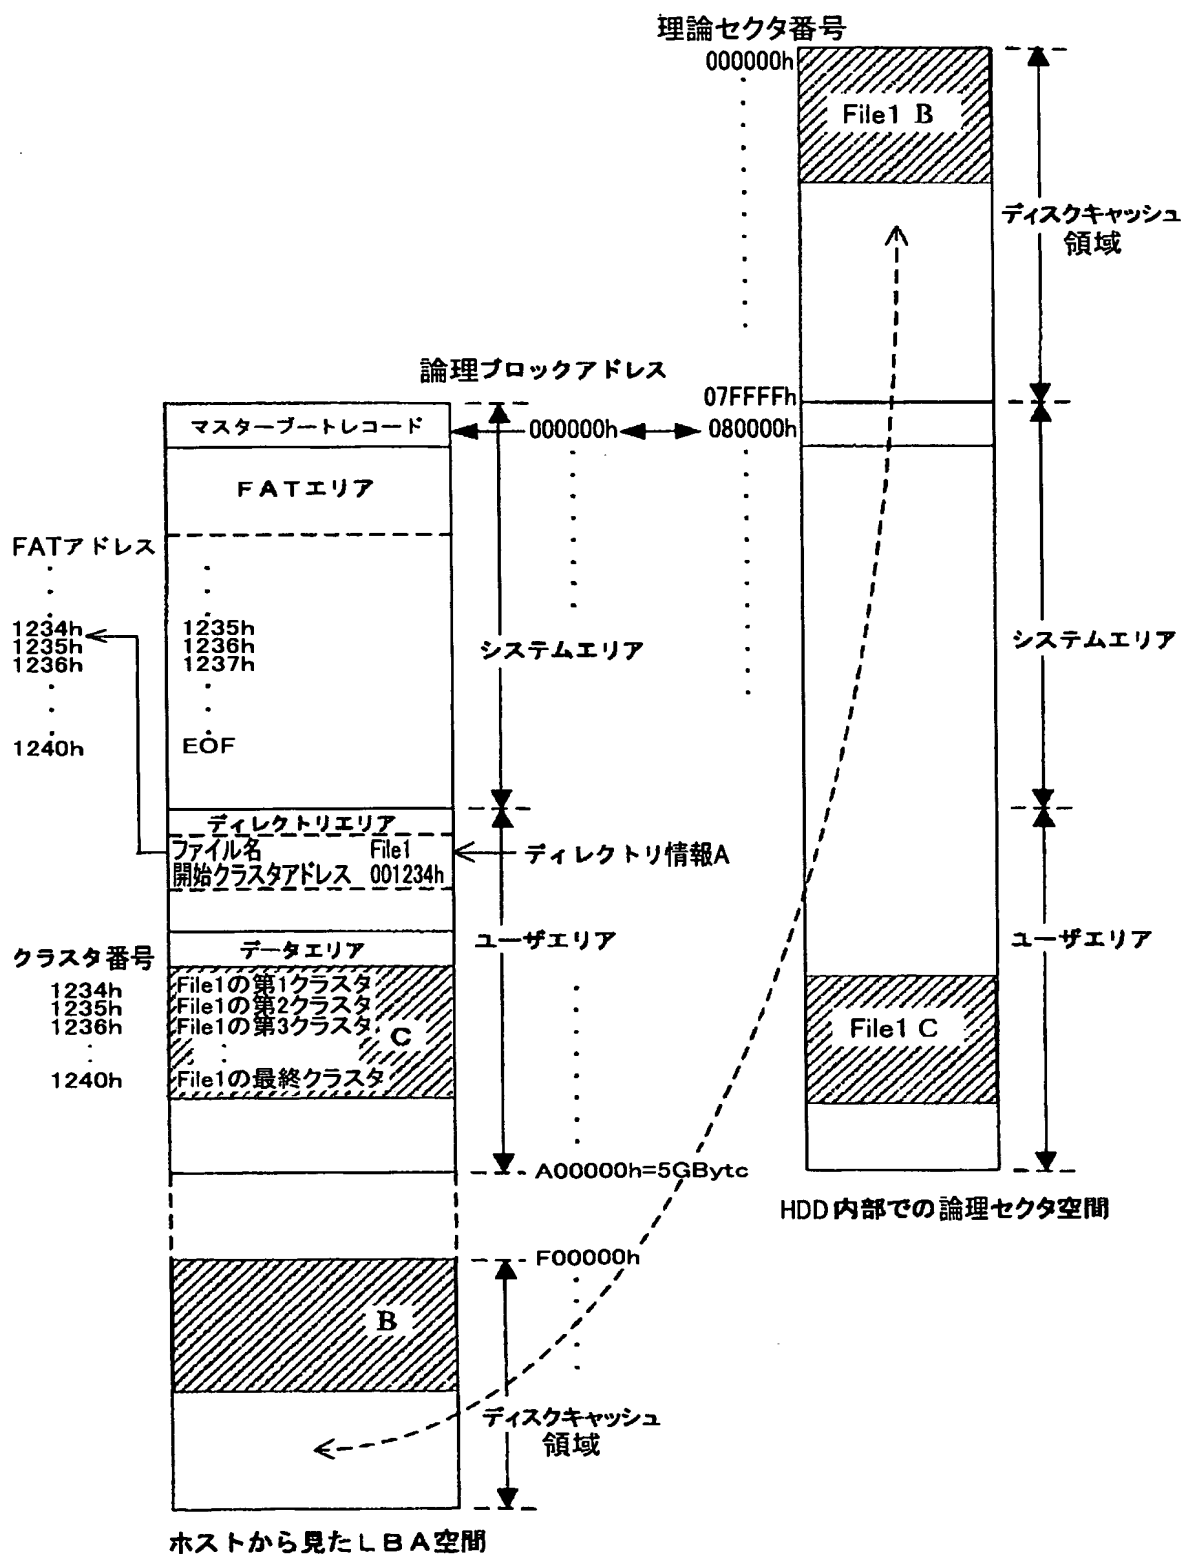 理論セクタ番号
000000h
File1 B
ディスクキャッシュ
領域
論理ブロックアドレス
07FFFFh
マスターブートレコード
000000h
080000h
FATエリア
FATアドレス
1234h 1235h
1235h 1236h
1236h 1237h
システムエリア
システムエリア
1240h EOF
ディレクトリエリア
ファイル名 File1
ディレクトリ情報A
開始クラスタアドレス 001234h
データエリア
ユーザエリア
ユーザエリア
クラスタ番号
1234h File1の第1クラスタ
1235h File1の第2クラスタ
1236h File1の第3クラスタ
C
File1 C
1240h File1の最終クラスタ
A00000h=5GBytc
HDD内部での論理セクタ空間
F00000h
B
ディスクキャッシュ
領域
ホストから見たLBA空間